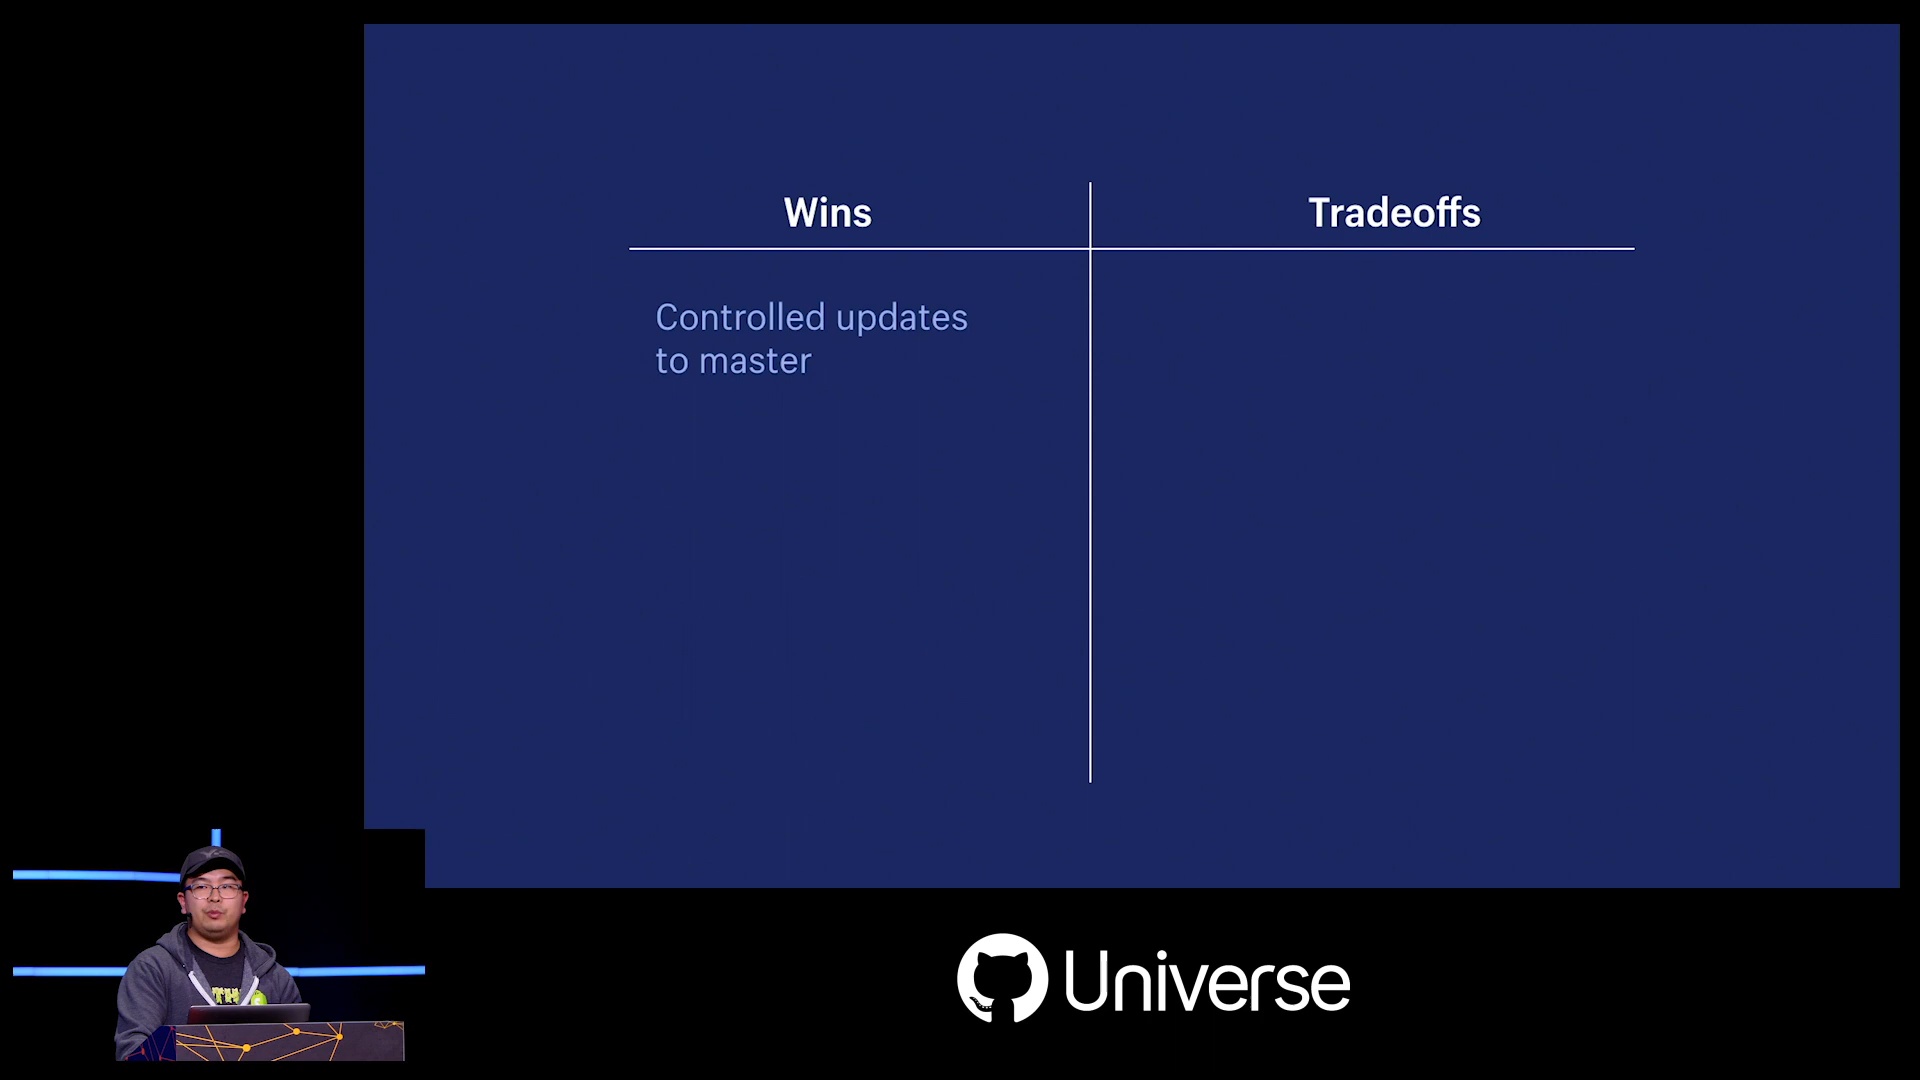 Wins
Tradeoffs
Controlled updates
to master
Universe